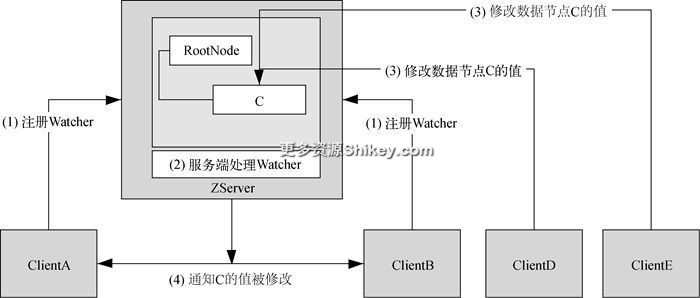 (3) 修改数据节点C的值
RootNode
(3) 修改数据节点C的值
C
(1) 注册Watcher
(1) 注册Watcher
更多资源Shikey.com
(2) 服务端处理Watcher
ZServer
ClientA
ClientB
ClientD
ClientE
(4) 通知C的值被修改